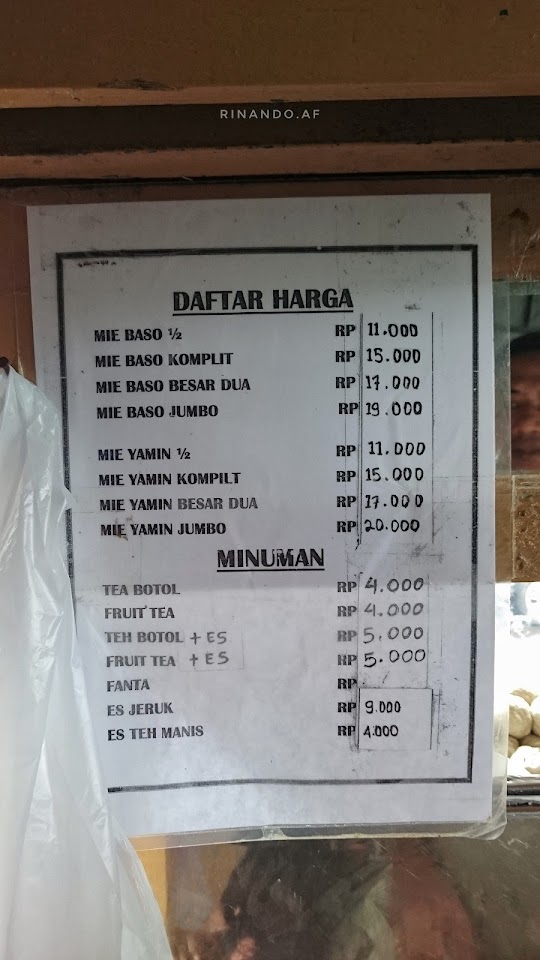 RINANDO.AF
DAFTAR HARGA
MIE BASO ½ RP 11.000
MIE BASO KOMPLIT RP 15.000
MIE BASO BESAR DUA RP 17.000
MIE BASO JUMBO RP 19.000
MIE YAMIN ½ RP 11.000
MIE YAMIN KOMPILT RP 15.000
MIE YAMIN BESAR DUA RP 17.000
MIE YAMIN JUMBO RP 20.000
MINUMAN
TEA BOTOL RP 4.000
FRUIT TEA RP 4.000
TEH BOTOL + ES RP 5.000
FRUIT TEA + ES RP 5.000
FANTA RP
ES JERUK RP 9.000
ES TEH MANIS RP 4.000